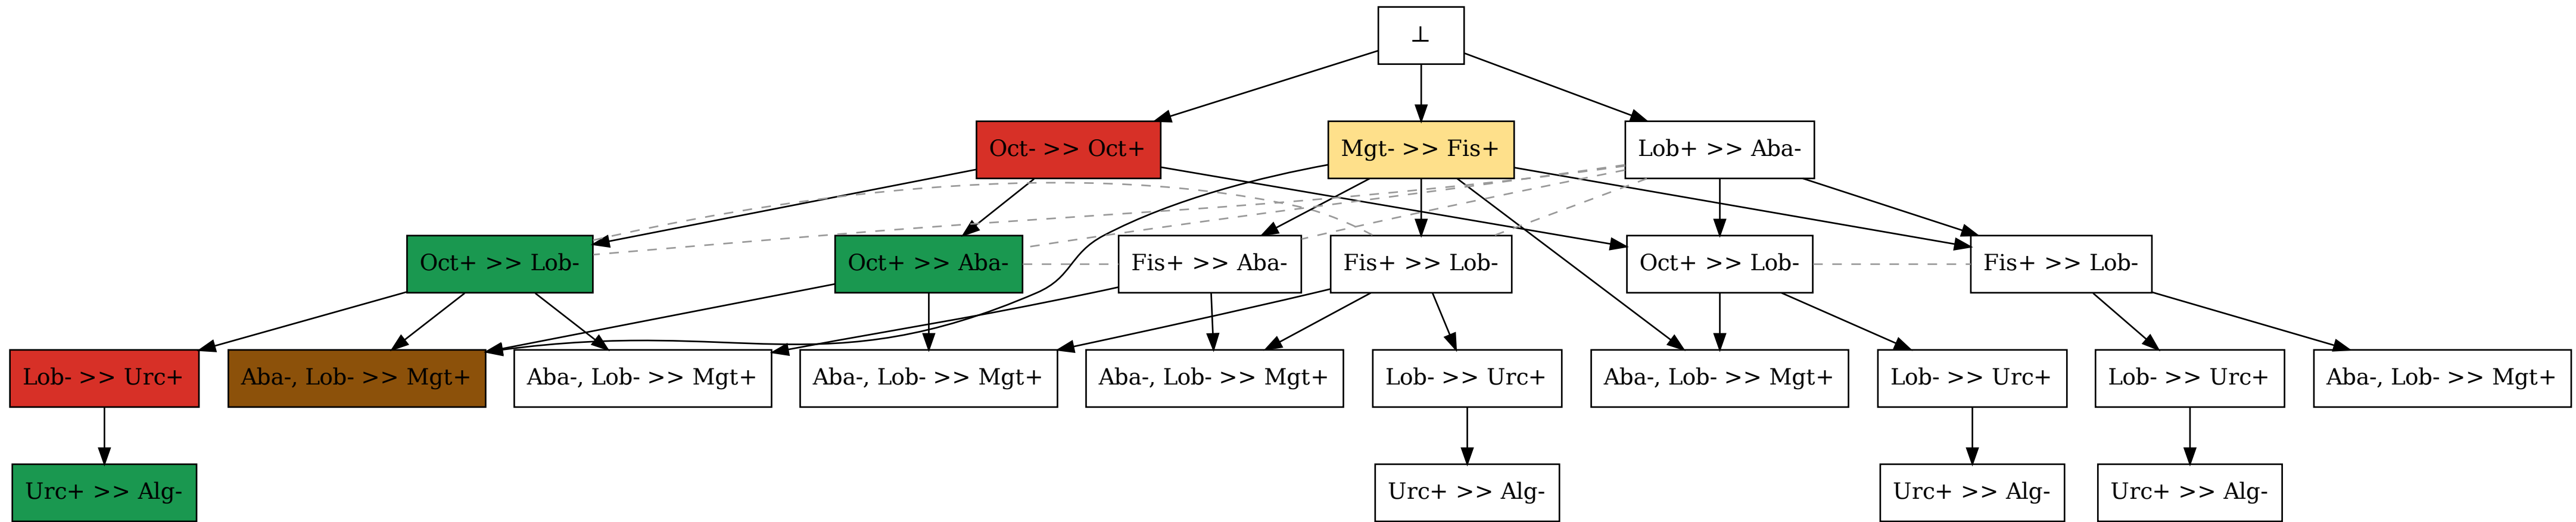 ⊥
Oct- >> Oct+
Mgt- >> Fis+
Lob+ >> Aba-
Oct+ >> Lob-
Oct+ >> Aba-
Fis+ >> Aba-
Fis+ >> Lob-
Oct+ >> Lob-
Fis+ >> Lob-
Lob- >> Urc+
Aba-, Lob- >> Mgt+
Aba-, Lob- >> Mgt+
Aba-, Lob- >> Mgt+
Aba-, Lob- >> Mgt+
Lob- >> Urc+
Aba-, Lob- >> Mgt+
Lob- >> Urc+
Lob- >> Urc+
Aba-, Lob- >> Mgt+
Urc+ >> Alg-
Urc+ >> Alg-
Urc+ >> Alg-
Urc+ >> Alg-